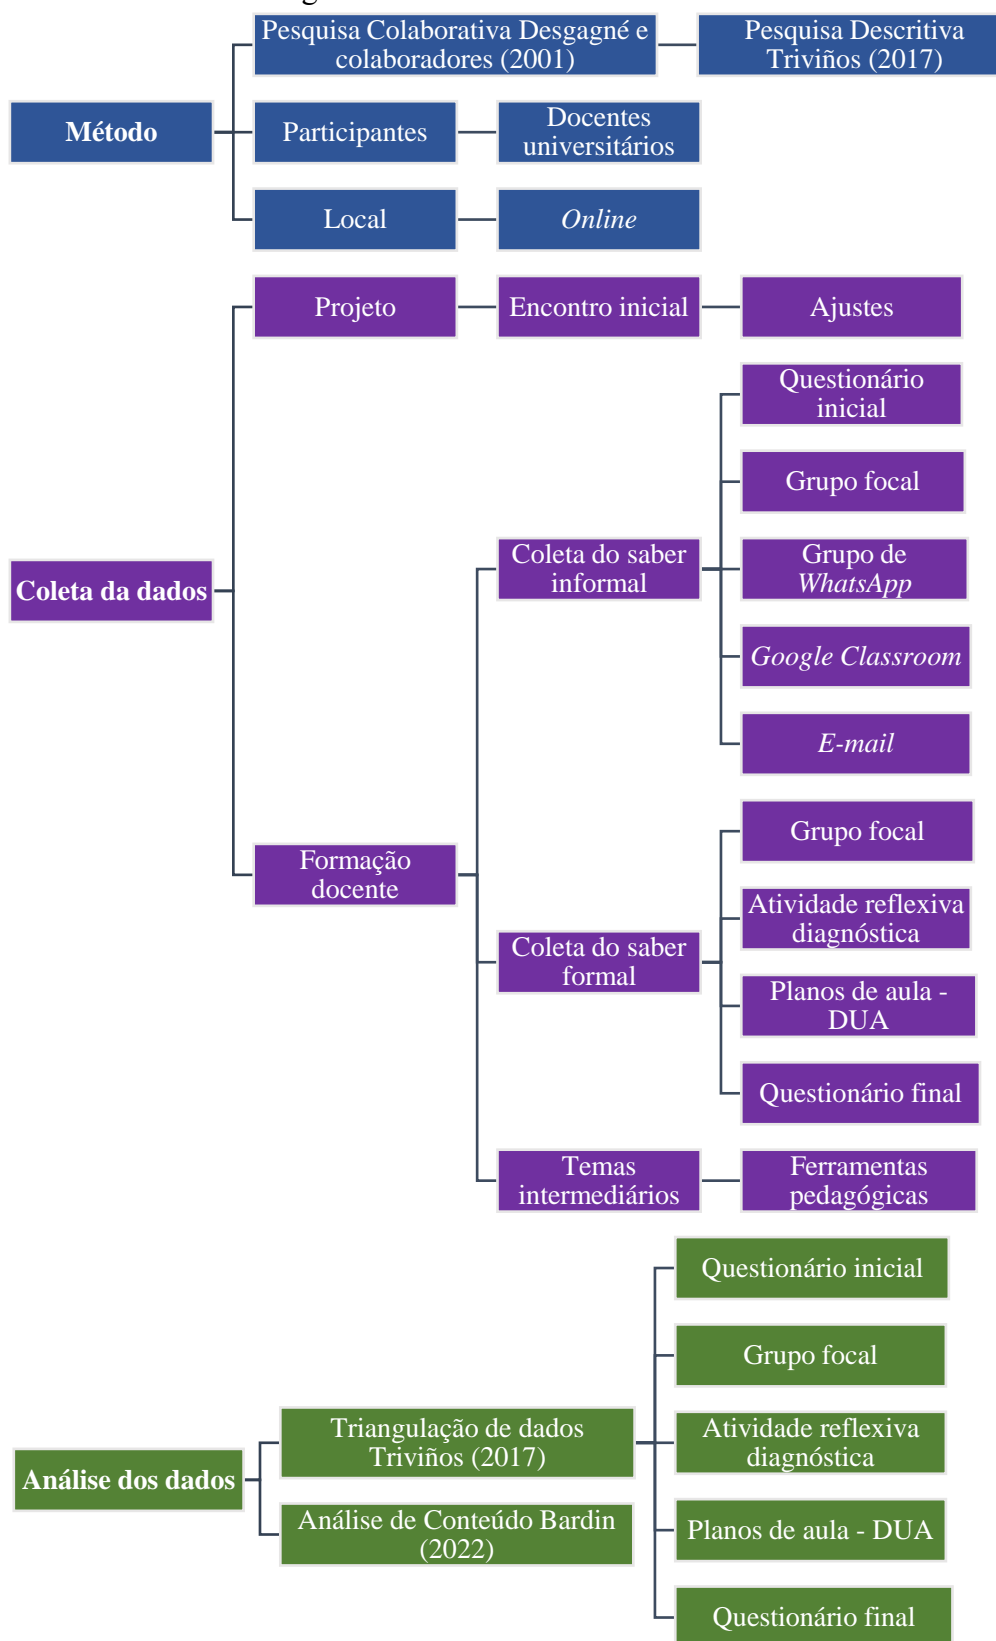 Pesquisa Colaborativa Desgagné e
colaboradores (2001)
Pesquisa Descritiva
Triviños (2017)
Método
Participantes
Docentes
universitários
Local
Online
Projeto
Encontro inicial
Ajustes
Questionário
inicial
Grupo focal
Coleta do saber
informal
Grupo de
WhatsApp
Coleta da dados
Google Classroom
E-mail
Formação
docente
Grupo focal
Atividade reflexiva
diagnóstica
Coleta do saber
formal
Planos de aula -
DUA
Questionário final
Temas
intermediários
Ferramentas
pedagógicas
Questionário inicial
Grupo focal
Triangulação de dados
Triviños (2017)
Atividade reflexiva
diagnóstica
Análise dos dados
Análise de Conteúdo Bardin
(2022)
Planos de aula - DUA
Questionário final